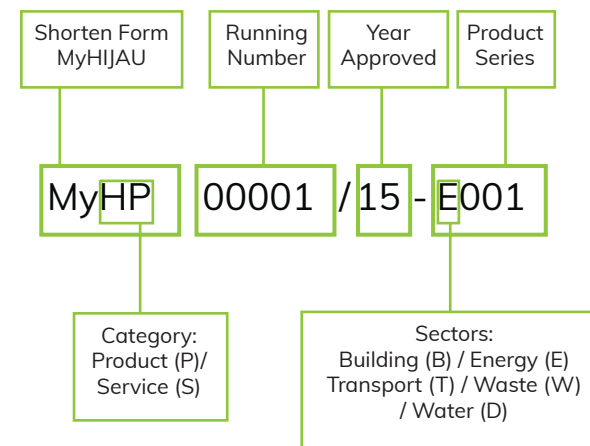 Shorten Form
MyHIJAU
Running
Number
Year
Approved
Product
Series
MyHP 00001 / 15 - E001
Category:
Product (P)/
Service (S)
Sectors:
Building (B) / Energy (E)
Transport (T) / Waste (W)
/ Water (D)